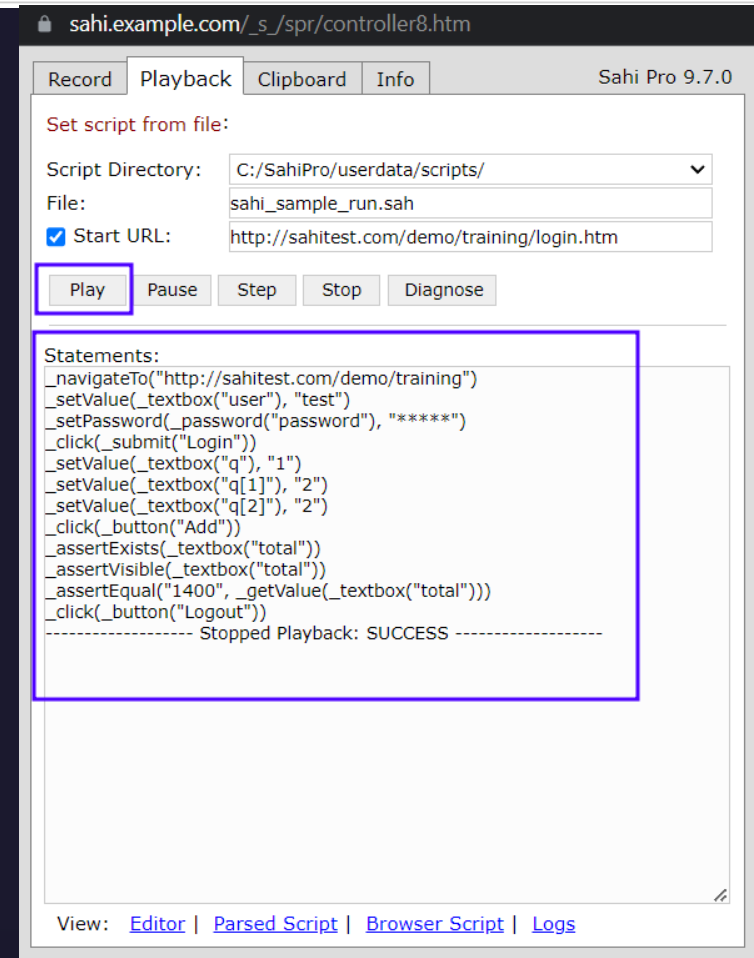 sahi.example.com/_s_/spr/controller8.htm
Record Playback Clipboard Info Sahi Pro 9.7.0
Set script from file:
Script Directory: C:/SahiPro/userdata/scripts/
File: sahi_sample_run.sah
Start URL: http://sahitest.com/demo/training/login.htm
Play Pause Step Stop Diagnose
Statements:
_navigateTo("http://sahitest.com/demo/training")
_setValue(_textbox("user"), "test")
_setPassword(_password("password"), "*****")
_click(_submit("Login"))
_setValue(_textbox("q"), "1")
_setValue(_textbox("q[1]"), "2")
_setValue(_textbox("q[2]"), "2")
_click(_button("Add"))
_assertExists(_textbox("total"))
_assertVisible(_textbox("total"))
_assertEqual("1400", _getValue(_textbox("total")))
_click(_button("Logout"))
------------------- Stopped Playback: SUCCESS -------------------
View: Editor | Parsed Script | Browser Script | Logs